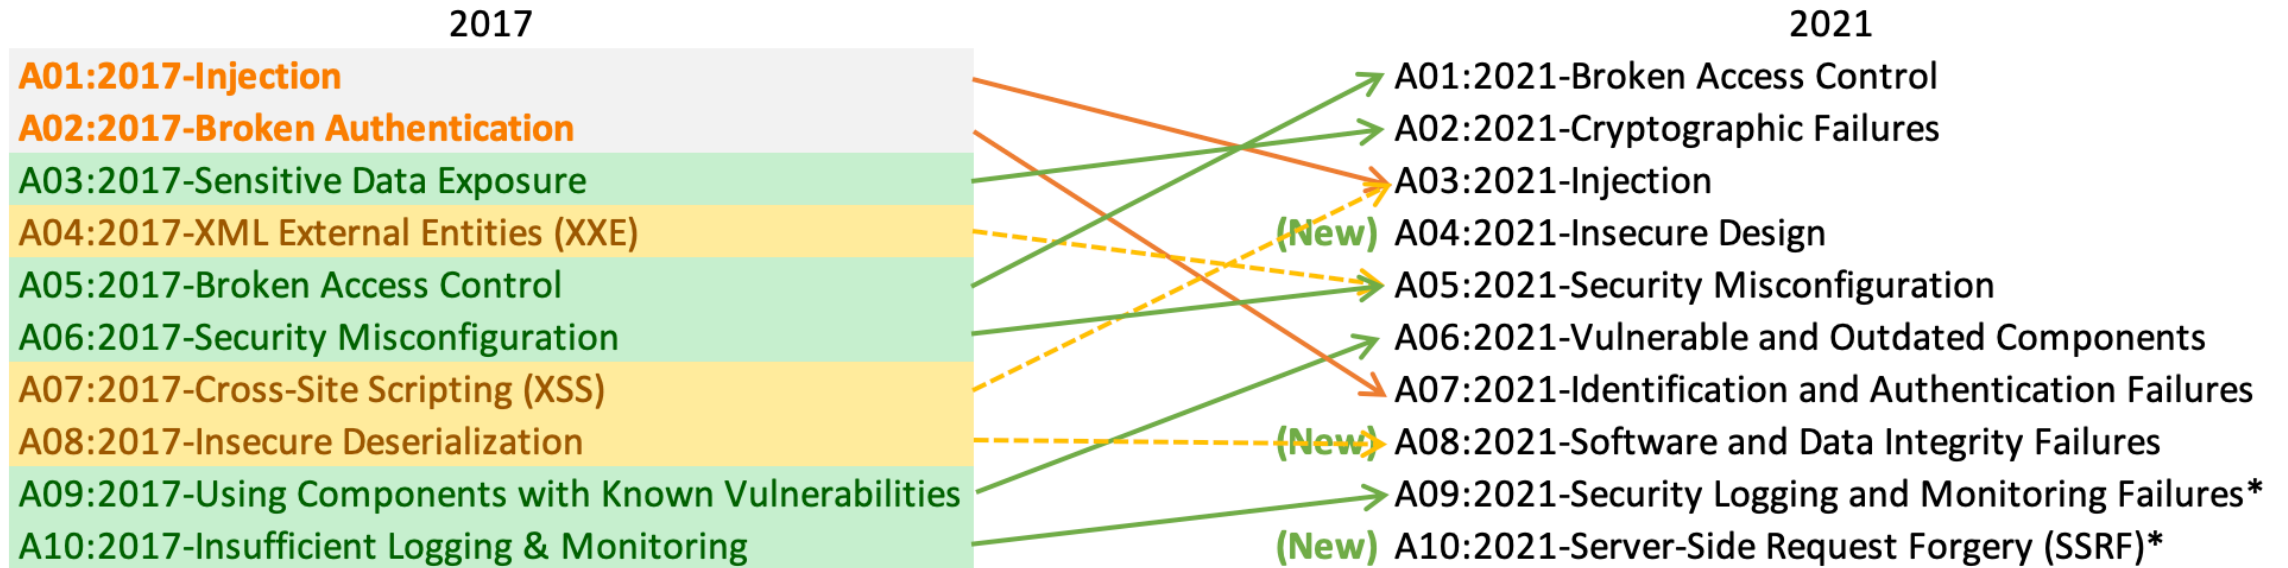 2017
A01:2017-Injection
A02:2017-Broken Authentication
A03:2017-Sensitive Data Exposure
A04:2017-XML External Entities (XXE)
A05:2017-Broken Access Control
A06:2017-Security Misconfiguration
A07:2017-Cross-Site Scripting (XSS)
A08:2017-Insecure Deserialization
A09:2017-Using Components with Known Vulnerabilities
A10:2017-Insufficient Logging & Monitoring
2021
A01:2021-Broken Access Control
A02:2021-Cryptographic Failures
A03:2021-Injection
(New) A04:2021-Insecure Design
A05:2021-Security Misconfiguration
A06:2021-Vulnerable and Outdated Components
A07:2021-Identification and Authentication Failures
(New) A08:2021-Software and Data Integrity Failures
A09:2021-Security Logging and Monitoring Failures*
(New) A10:2021-Server-Side Request Forgery (SSRF)*